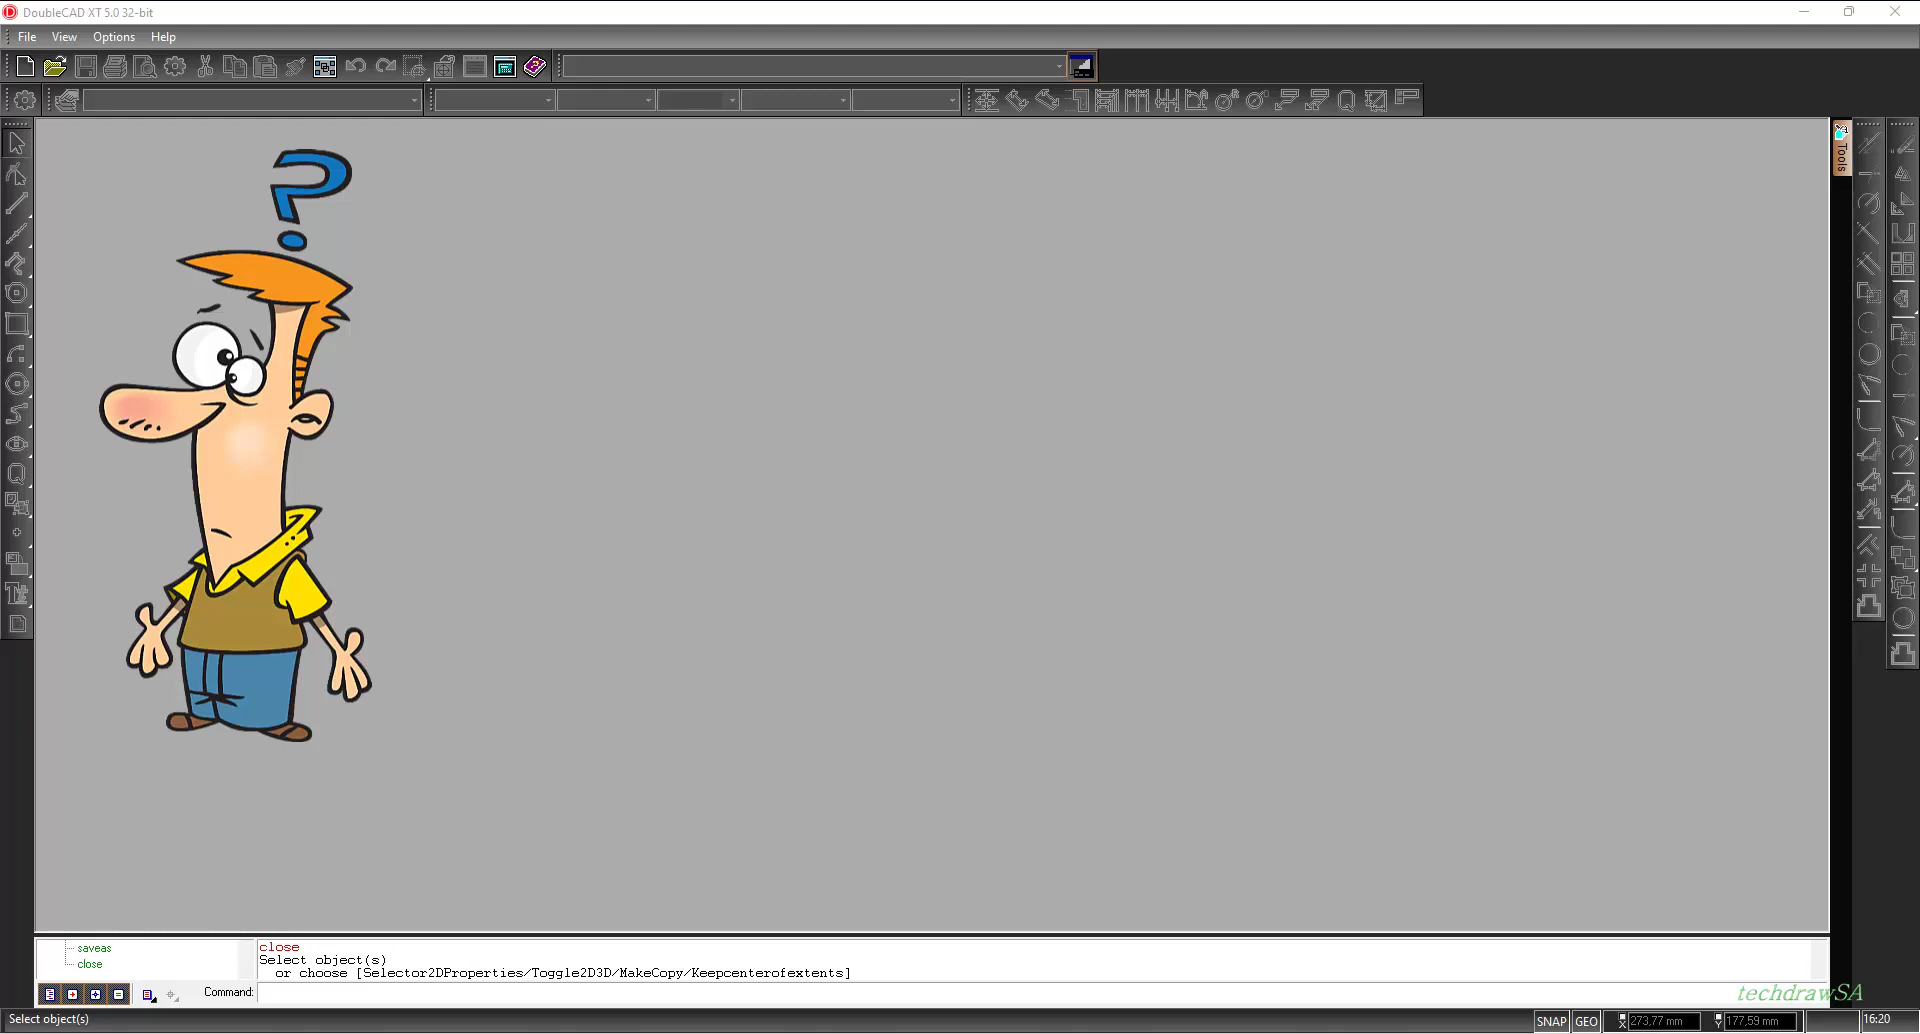 DoubleCAD XT 5.0 32-bit
File View Options Help
?
Tools
saveas
close
close
Select object(s)
or choose [Selector2DProperties/Toggle2D3D/MakeCopy/Keepcenterofextents]
Command:
techdrawSA
Select object(s)
SNAP GEO X 273,77 mm Y 177,59 mm 16:20